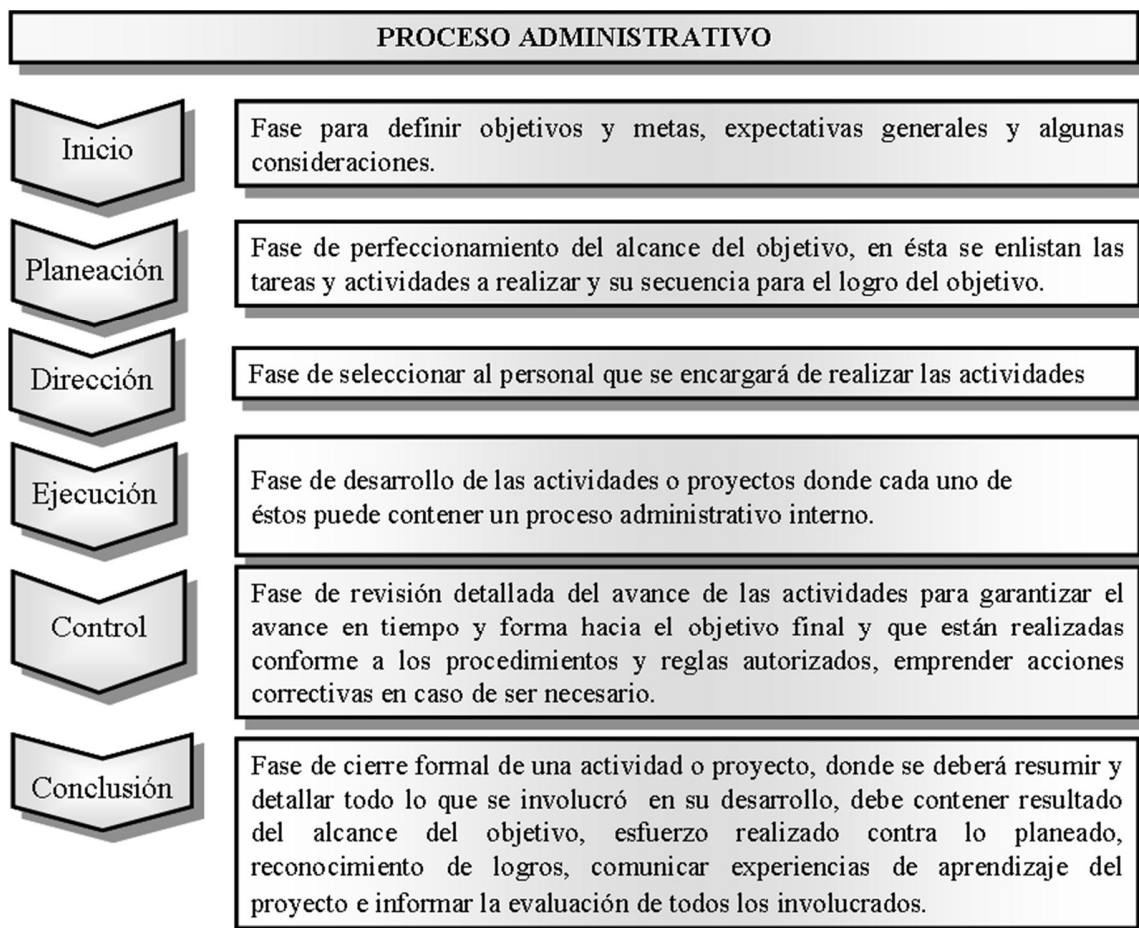 PROCESO ADMINISTRATIVO
Inicio
Fase para definir objetivos y metas, expectativas generales y algunas
consideraciones.
Planeación
Fase de perfeccionamiento del alcance del objetivo, en ésta se enlistan las
tareas y actividades a realizar y su secuencia para el logro del objetivo.
Dirección
Fase de seleccionar al personal que se encargará de realizar las actividades
Ejecución
Fase de desarrollo de las actividades o proyectos donde cada uno de
éstos puede contener un proceso administrativo interno.
Control
Fase de revisión detallada del avance de las actividades para garantizar el
avance en tiempo y forma hacia el objetivo final y que están realizadas
conforme a los procedimientos y reglas autorizados, emprender acciones
correctivas en caso de ser necesario.
Conclusión
Fase de cierre formal de una actividad o proyecto, donde se deberá resumir y
detallar todo lo que se involucró en su desarrollo, debe contener resultado
del alcance del objetivo, esfuerzo realizado contra lo planeado,
reconocimiento de logros, comunicar experiencias de aprendizaje del
proyecto e informar la evaluación de todos los involucrados.